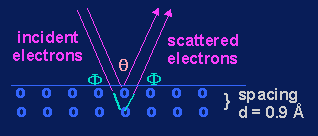 incident
electrons
θ
scattered
electrons
Φ Φ
o o o o o o o o o
o o o o o o o o o
} spacing
d = 0.9 Å